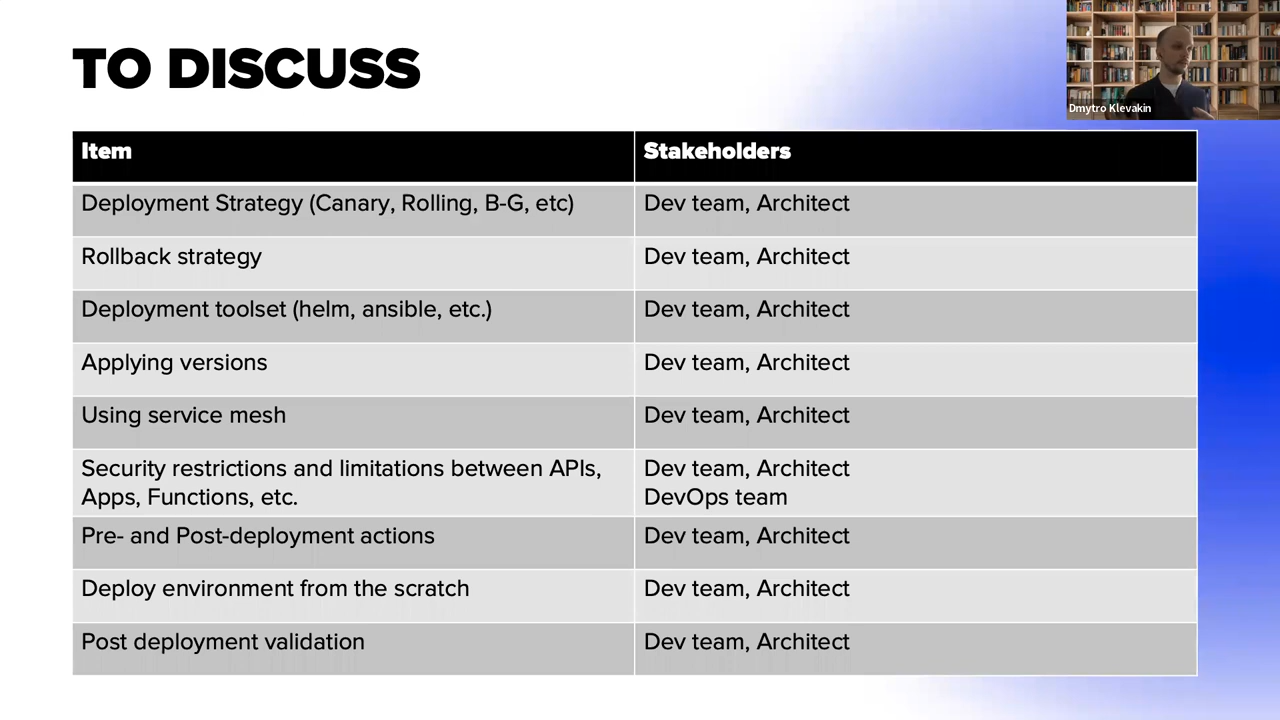 TO DISCUSS
Dmytro Klevakin
Item
Stakeholders
Deployment Strategy (Canary, Rolling, B-G, etc)
Dev team, Architect
Rollback strategy
Dev team, Architect
Deployment toolset (helm, ansible, etc.)
Dev team, Architect
Applying versions
Dev team, Architect
Using service mesh
Dev team, Architect
Security restrictions and limitations between APIs,
Apps, Functions, etc.
Dev team, Architect
DevOps team
Pre- and Post-deployment actions
Dev team, Architect
Deploy environment from the scratch
Dev team, Architect
Post deployment validation
Dev team, Architect